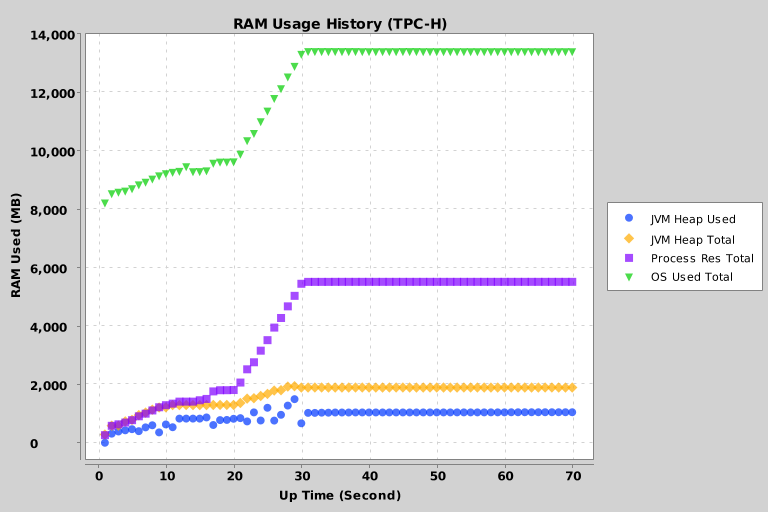 RAM Usage History (TPC-H)
14,000
12,000
10,000
8,000
6,000
4,000
2,000
0
RAM Used (MB)
0 10 20 30 40 50 60 70
Up Time (Second)
JVM Heap Used
JVM Heap Total
Process Res Total
OS Used Total